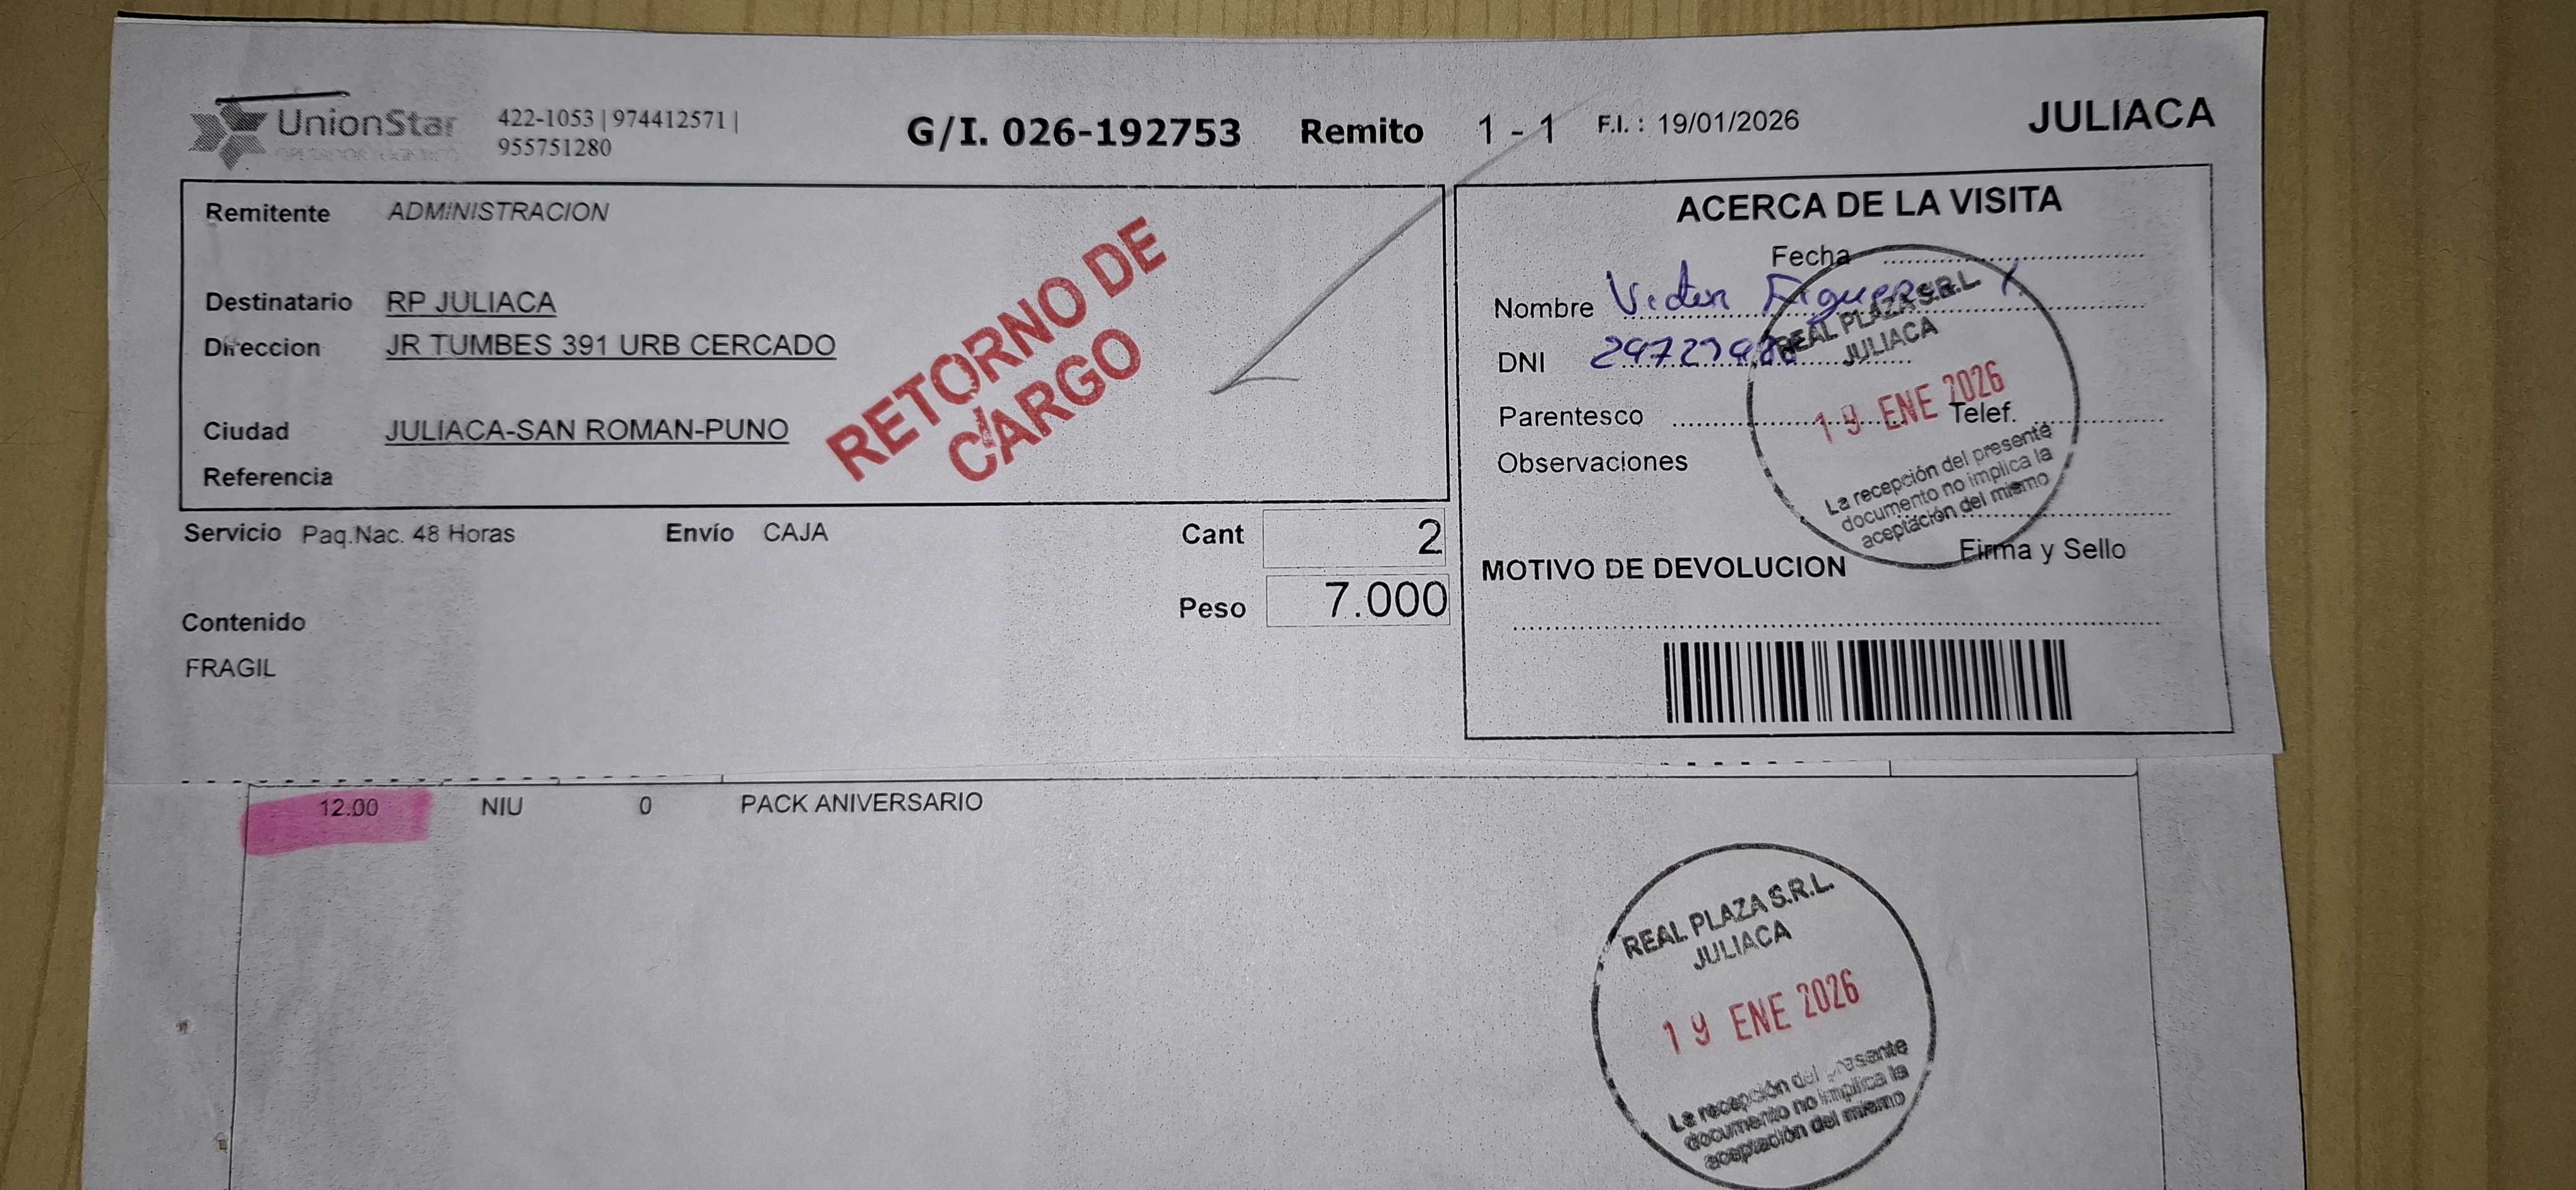 UnionStar
OPERADOR LOGISTICO
422-1053 | 974412571 |
955751280
G/I. 026-192753 Remito 1 - 1 F.I. : 19/01/2026 JULIACA
Remitente ADMINISTRACION
Destinatario RP JULIACA
Direccion JR TUMBES 391 URB CERCADO
Ciudad JULIACA-SAN ROMAN-PUNO
Referencia
RETORNO DE
CARGO
Servicio Paq.Nac. 48 Horas Envío CAJA Cant 2
Peso 7.000
Contenido
FRAGIL
ACERCA DE LA VISITA
Fecha
Nombre Victor
DNI
Parentesco Telef.
Observaciones
Firma y Sello
MOTIVO DE DEVOLUCION
REAL PLAZA S.R.L
JULIACA
19 ENE 2026
La recepción del presente
documento no implica la
aceptación del mismo
12.00 NIU 0 PACK ANIVERSARIO
REAL PLAZA S.R.L.
JULIACA
19 ENE 2026
La recepción del presente
documento no implica la
aceptación del mismo